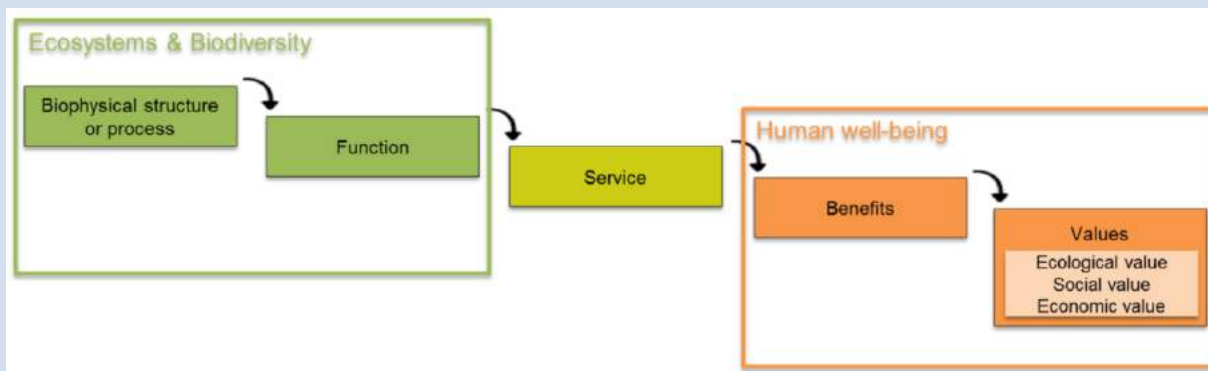 Ecosystems & Biodiversity
Biophysical structure
or process
Function
Service
Human well-being
Benefits
Values
Ecological value
Social value
Economic value